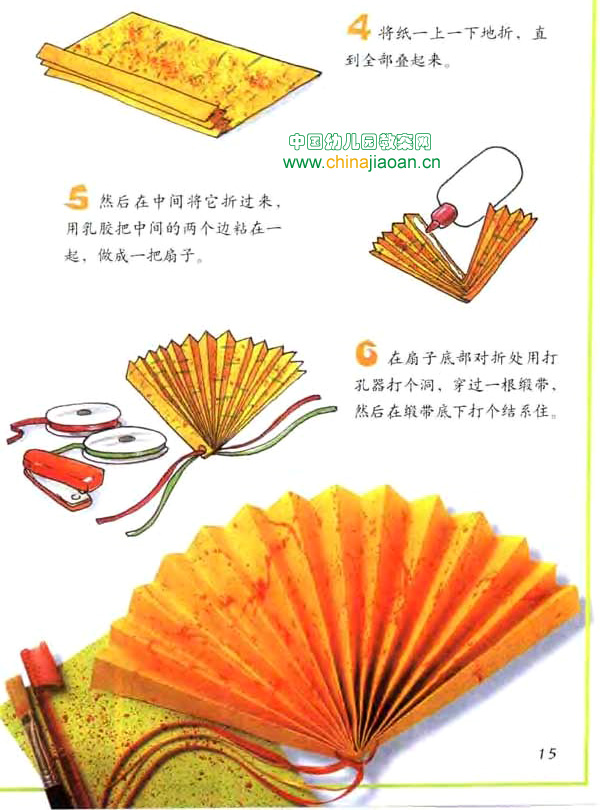 4 将纸一上一下地折，直
到全部叠起来。
中国幼儿园教案网
www.chinajiaoan.cn
5 然后在中间将它折过来，
用乳胶把中间的两个边粘在一
起，做成一把扇子。
6 在扇子底部对折处用打
孔器打个洞，穿过一根缎带，
然后在缎带底下打个结系住。
15